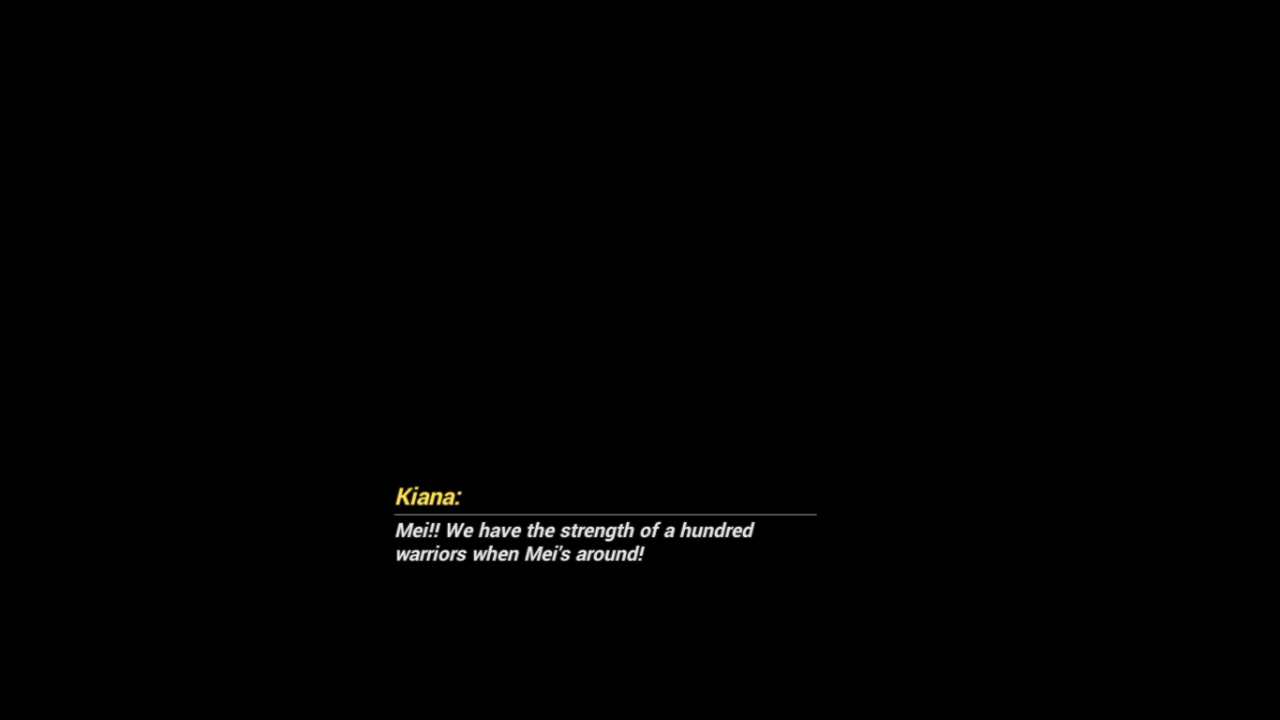 Kiana:
Mei!! We have the strength of a hundred
warriors when Mei's around!